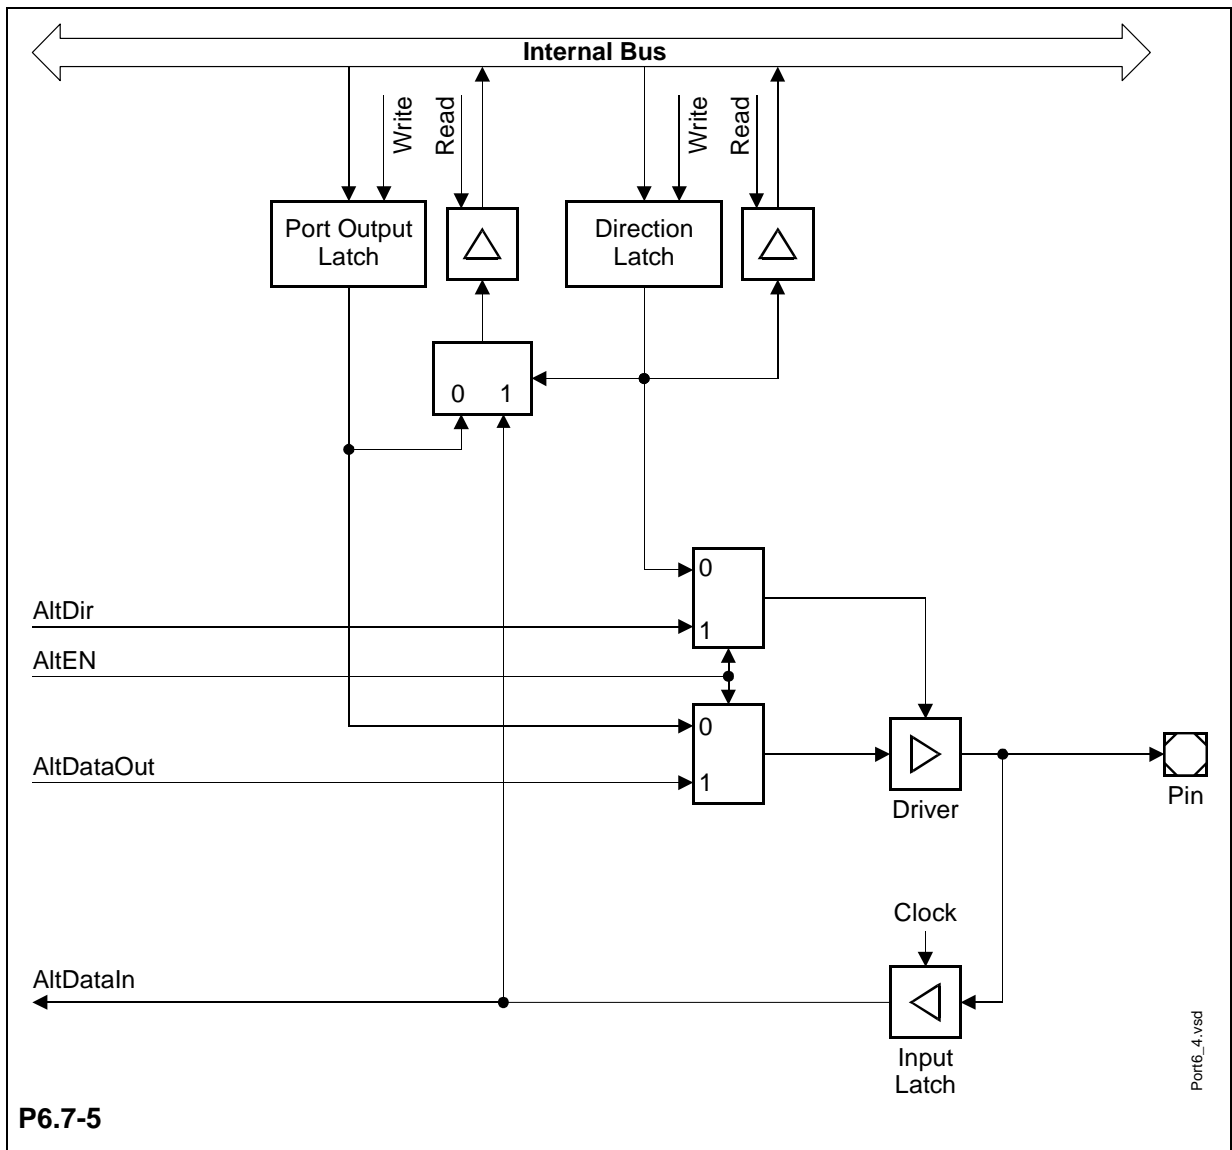 Internal Bus
Write
Read
Write
Read
Port Output
Latch
Direction
Latch
0 1
0
1
AltDir
AltEN
0
1
AltDataOut
Driver
Pin
Clock
AltDataIn
Input
Latch
Port6_4.vsd
P6.7-5